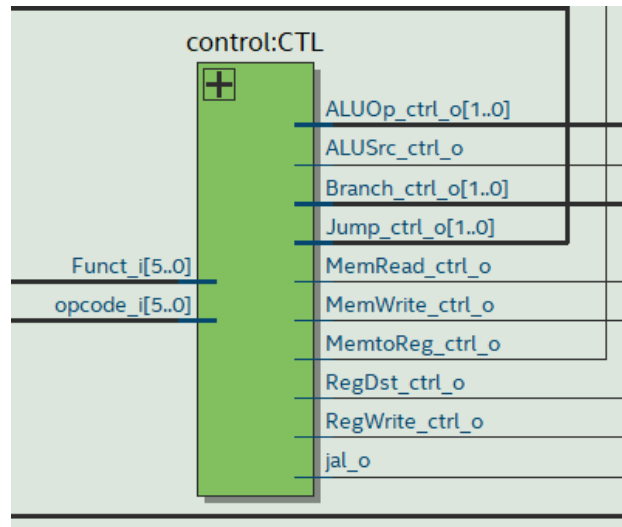 control:CTL
ALUOp_ctrl_o[1..0]
ALUSrc_ctrl_o
Branch_ctrl_o[1..0]
Jump_ctrl_o[1..0]
Funct_i[5..0]
MemRead_ctrl_o
opcode_i[5..0]
MemWrite_ctrl_o
MemtoReg_ctrl_o
RegDst_ctrl_o
RegWrite_ctrl_o
jal_o